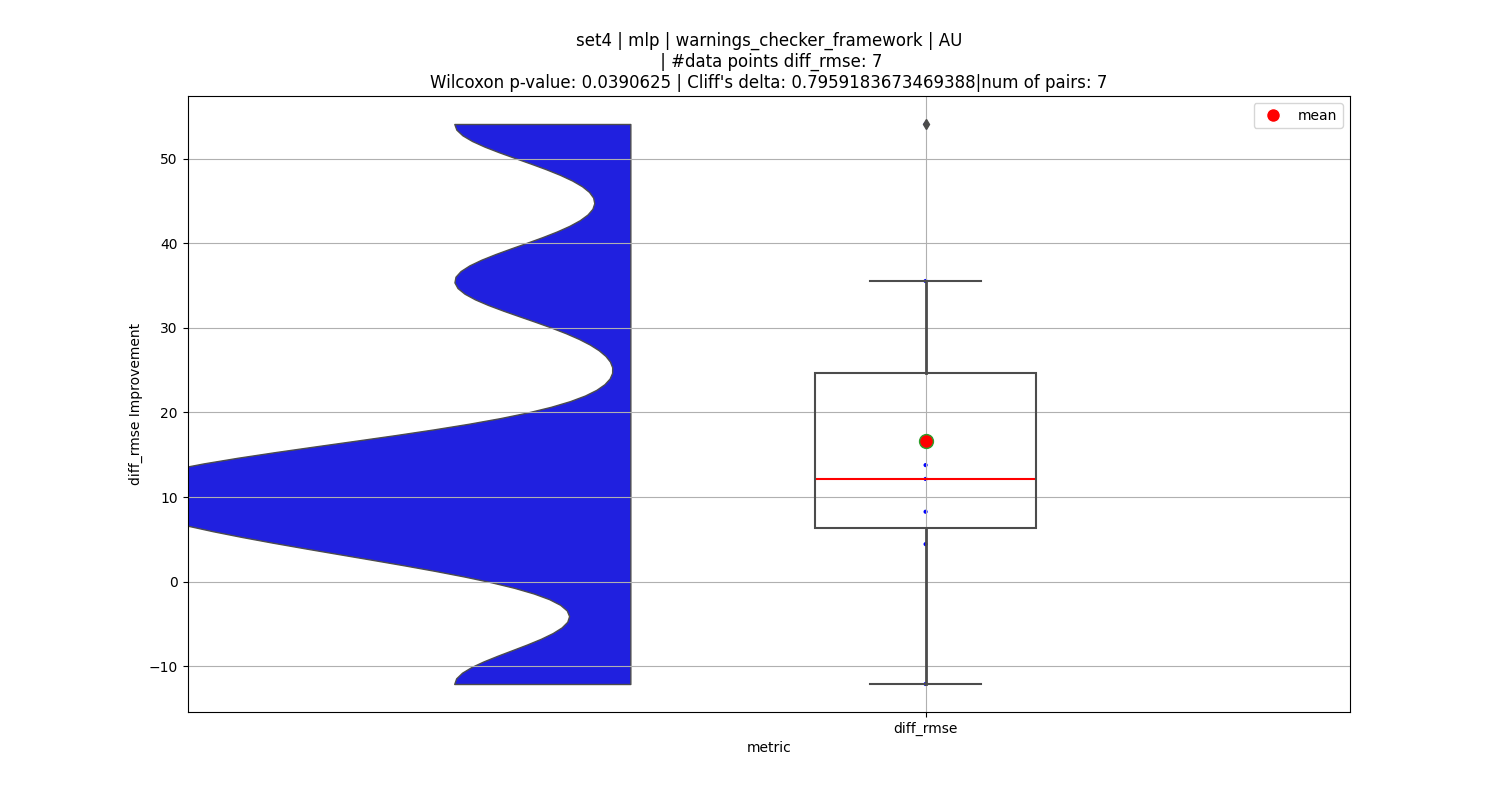 set4 | mlp | warnings_checker_framework | AU
| #data points diff_rmse: 7
Wilcoxon p-value: 0.0390625 | Cliff's delta: 0.7959183673469388|num of pairs: 7
mean
diff_rmse Improvement
50
40
30
20
10
0
−10
diff_rmse
metric